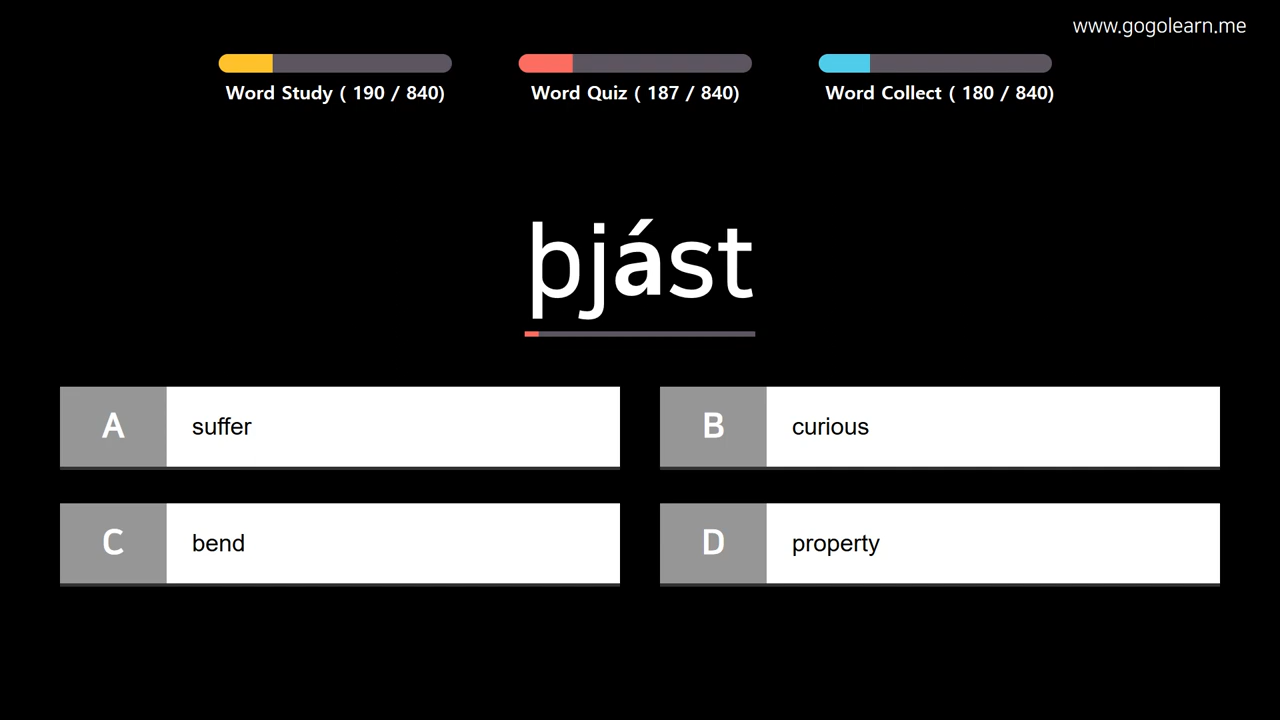 www.gogolearn.me
Word Study ( 190 / 840)
Word Quiz ( 187 / 840)
Word Collect ( 180 / 840)
þjást
A
suffer
B
curious
C
bend
D
property